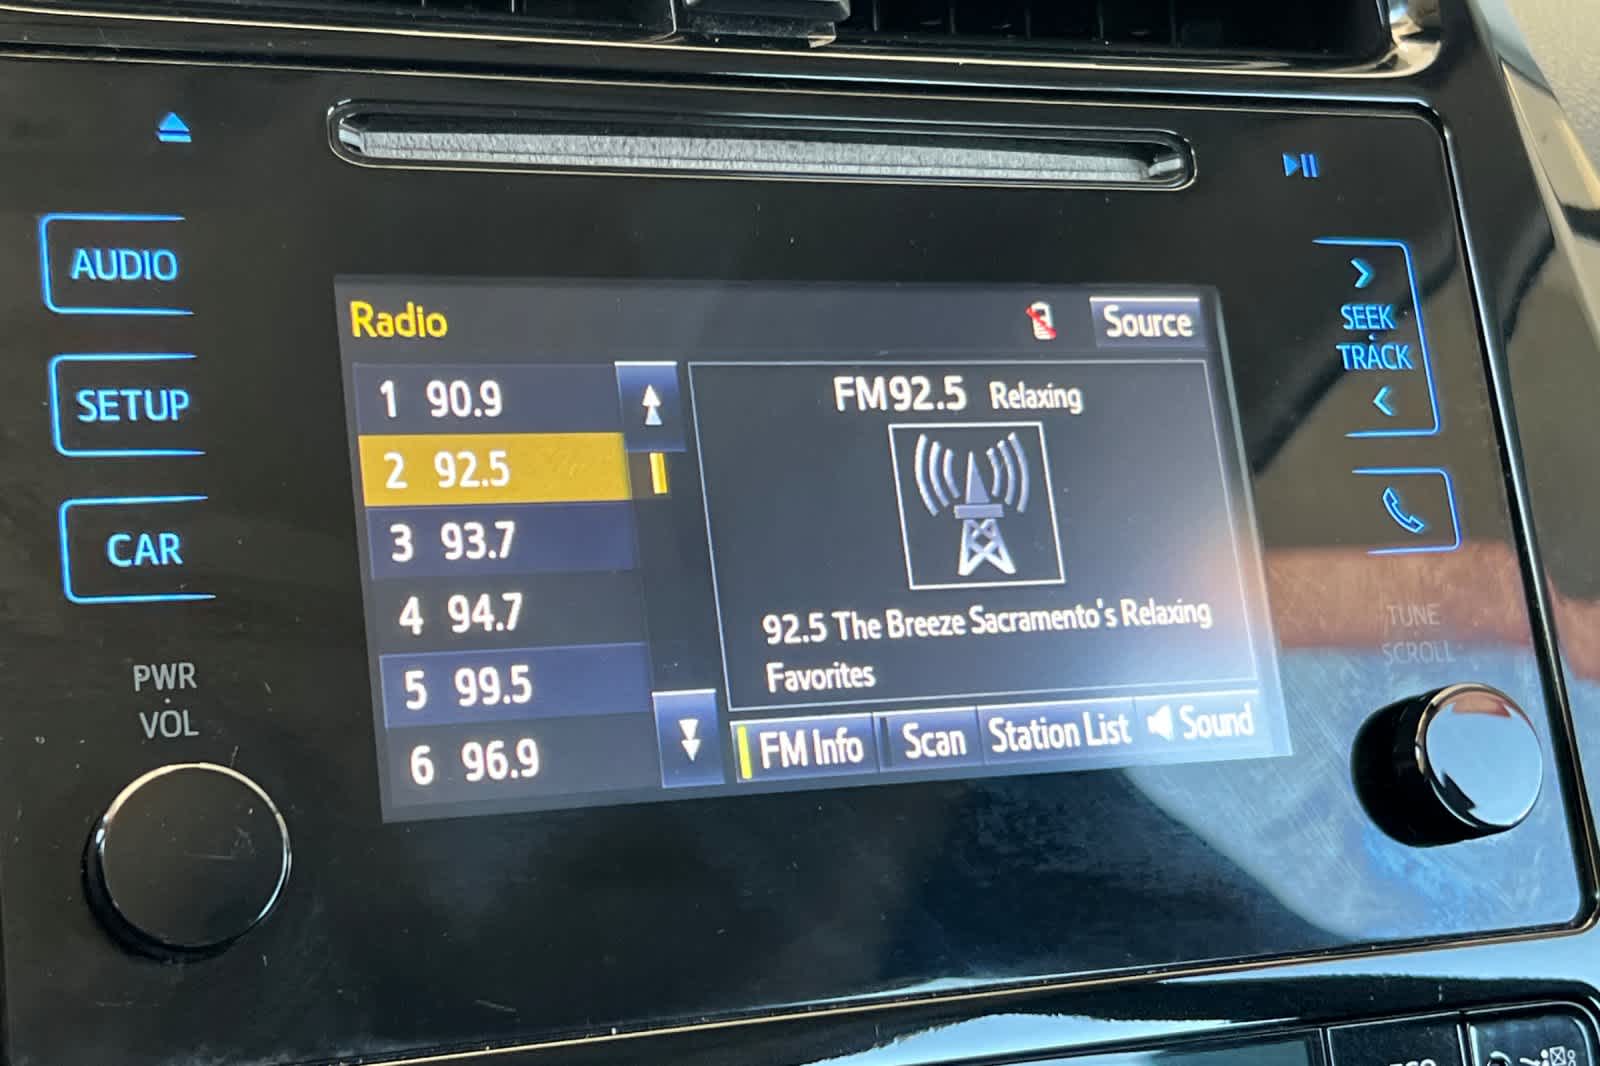 AUDIO
SETUP
CAR
PWR
VOL
Radio
Source
1 90.9
2 92.5
3 93.7
4 94.7
5 99.5
6 96.9
FM92.5 Relaxing
92.5 The Breeze Sacramento's Relaxing
Favorites
FM Info
Scan
Station List
Sound
SEEK
TRACK
TUNE
SCROLL